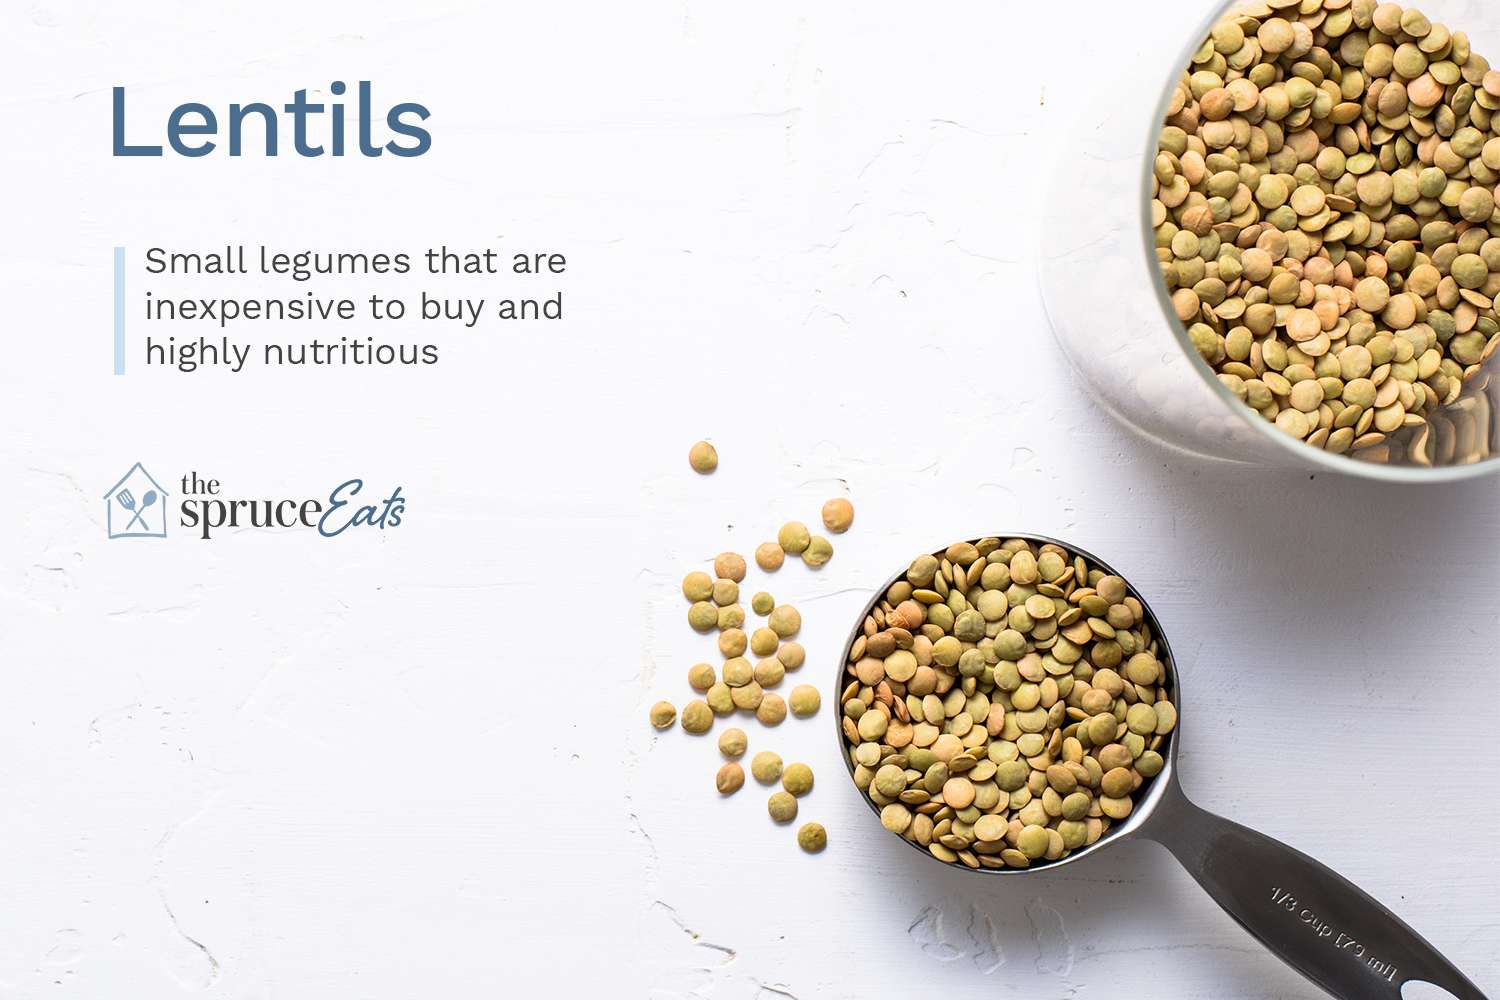 Lentils
Small legumes that are
inexpensive to buy and
highly nutritious
the
spruceEats
1/3 Cup [79 ml]